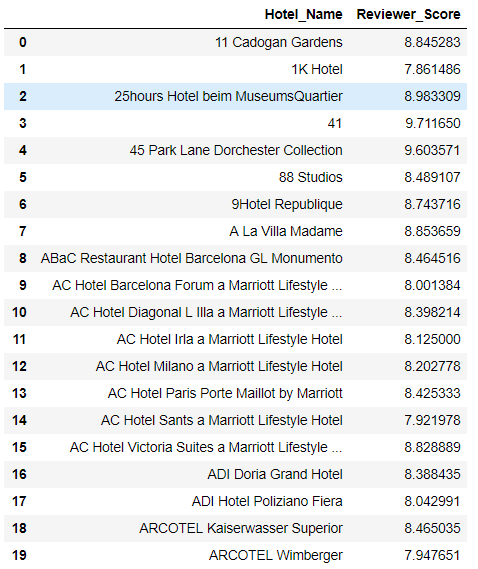 Hotel_Name Reviewer_Score
0 11 Cadogan Gardens 8.845283
1 1K Hotel 7.861486
2 25hours Hotel beim MuseumsQuartier 8.983309
3 41 9.711650
4 45 Park Lane Dorchester Collection 9.603571
5 88 Studios 8.489107
6 9Hotel Republique 8.743716
7 A La Villa Madame 8.853659
8 ABaC Restaurant Hotel Barcelona GL Monumento 8.464516
9 AC Hotel Barcelona Forum a Marriott Lifestyle ... 8.001384
10 AC Hotel Diagonal L Illa a Marriott Lifestyle ... 8.398214
11 AC Hotel Irla a Marriott Lifestyle Hotel 8.125000
12 AC Hotel Milano a Marriott Lifestyle Hotel 8.202778
13 AC Hotel Paris Porte Maillot by Marriott 8.425333
14 AC Hotel Sants a Marriott Lifestyle Hotel 7.921978
15 AC Hotel Victoria Suites a Marriott Lifestyle ... 8.828889
16 ADI Doria Grand Hotel 8.388435
17 ADI Hotel Poliziano Fiera 8.042991
18 ARCOTEL Kaiserwasser Superior 8.465035
19 ARCOTEL Wimberger 7.947651